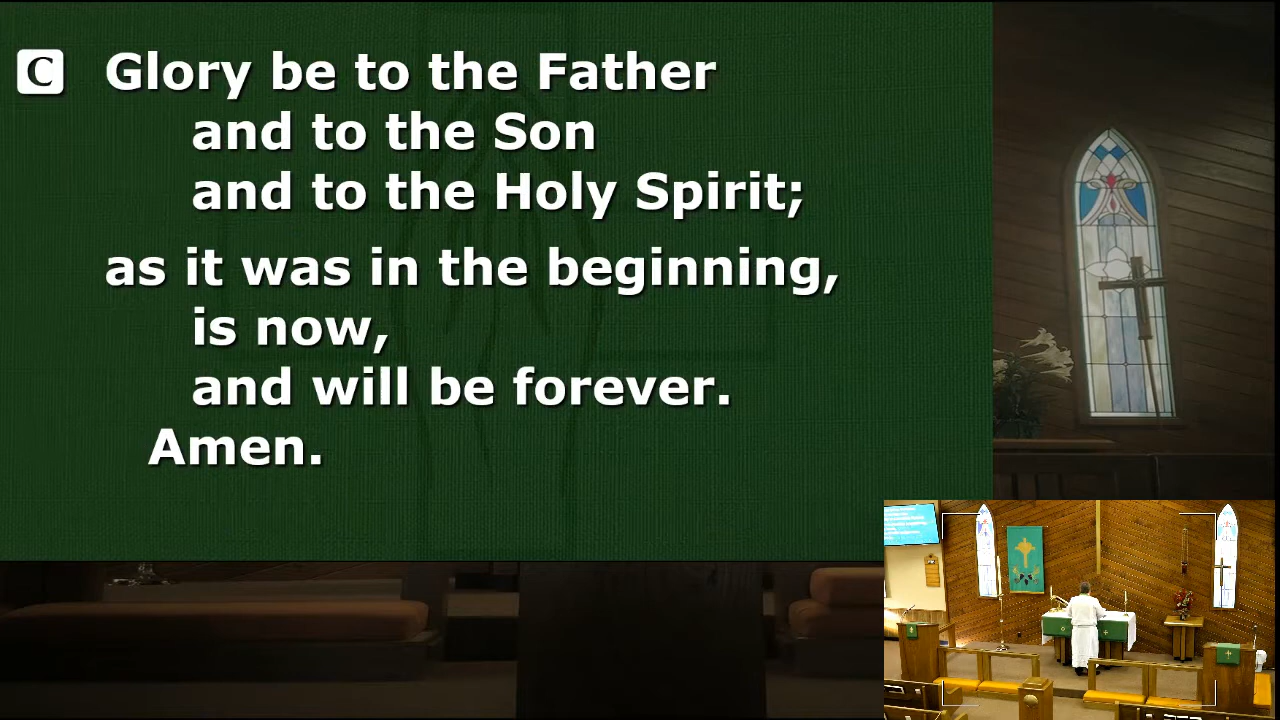 C Glory be to the Father
and to the Son
and to the Holy Spirit;
as it was in the beginning,
is now,
and will be forever.
Amen.